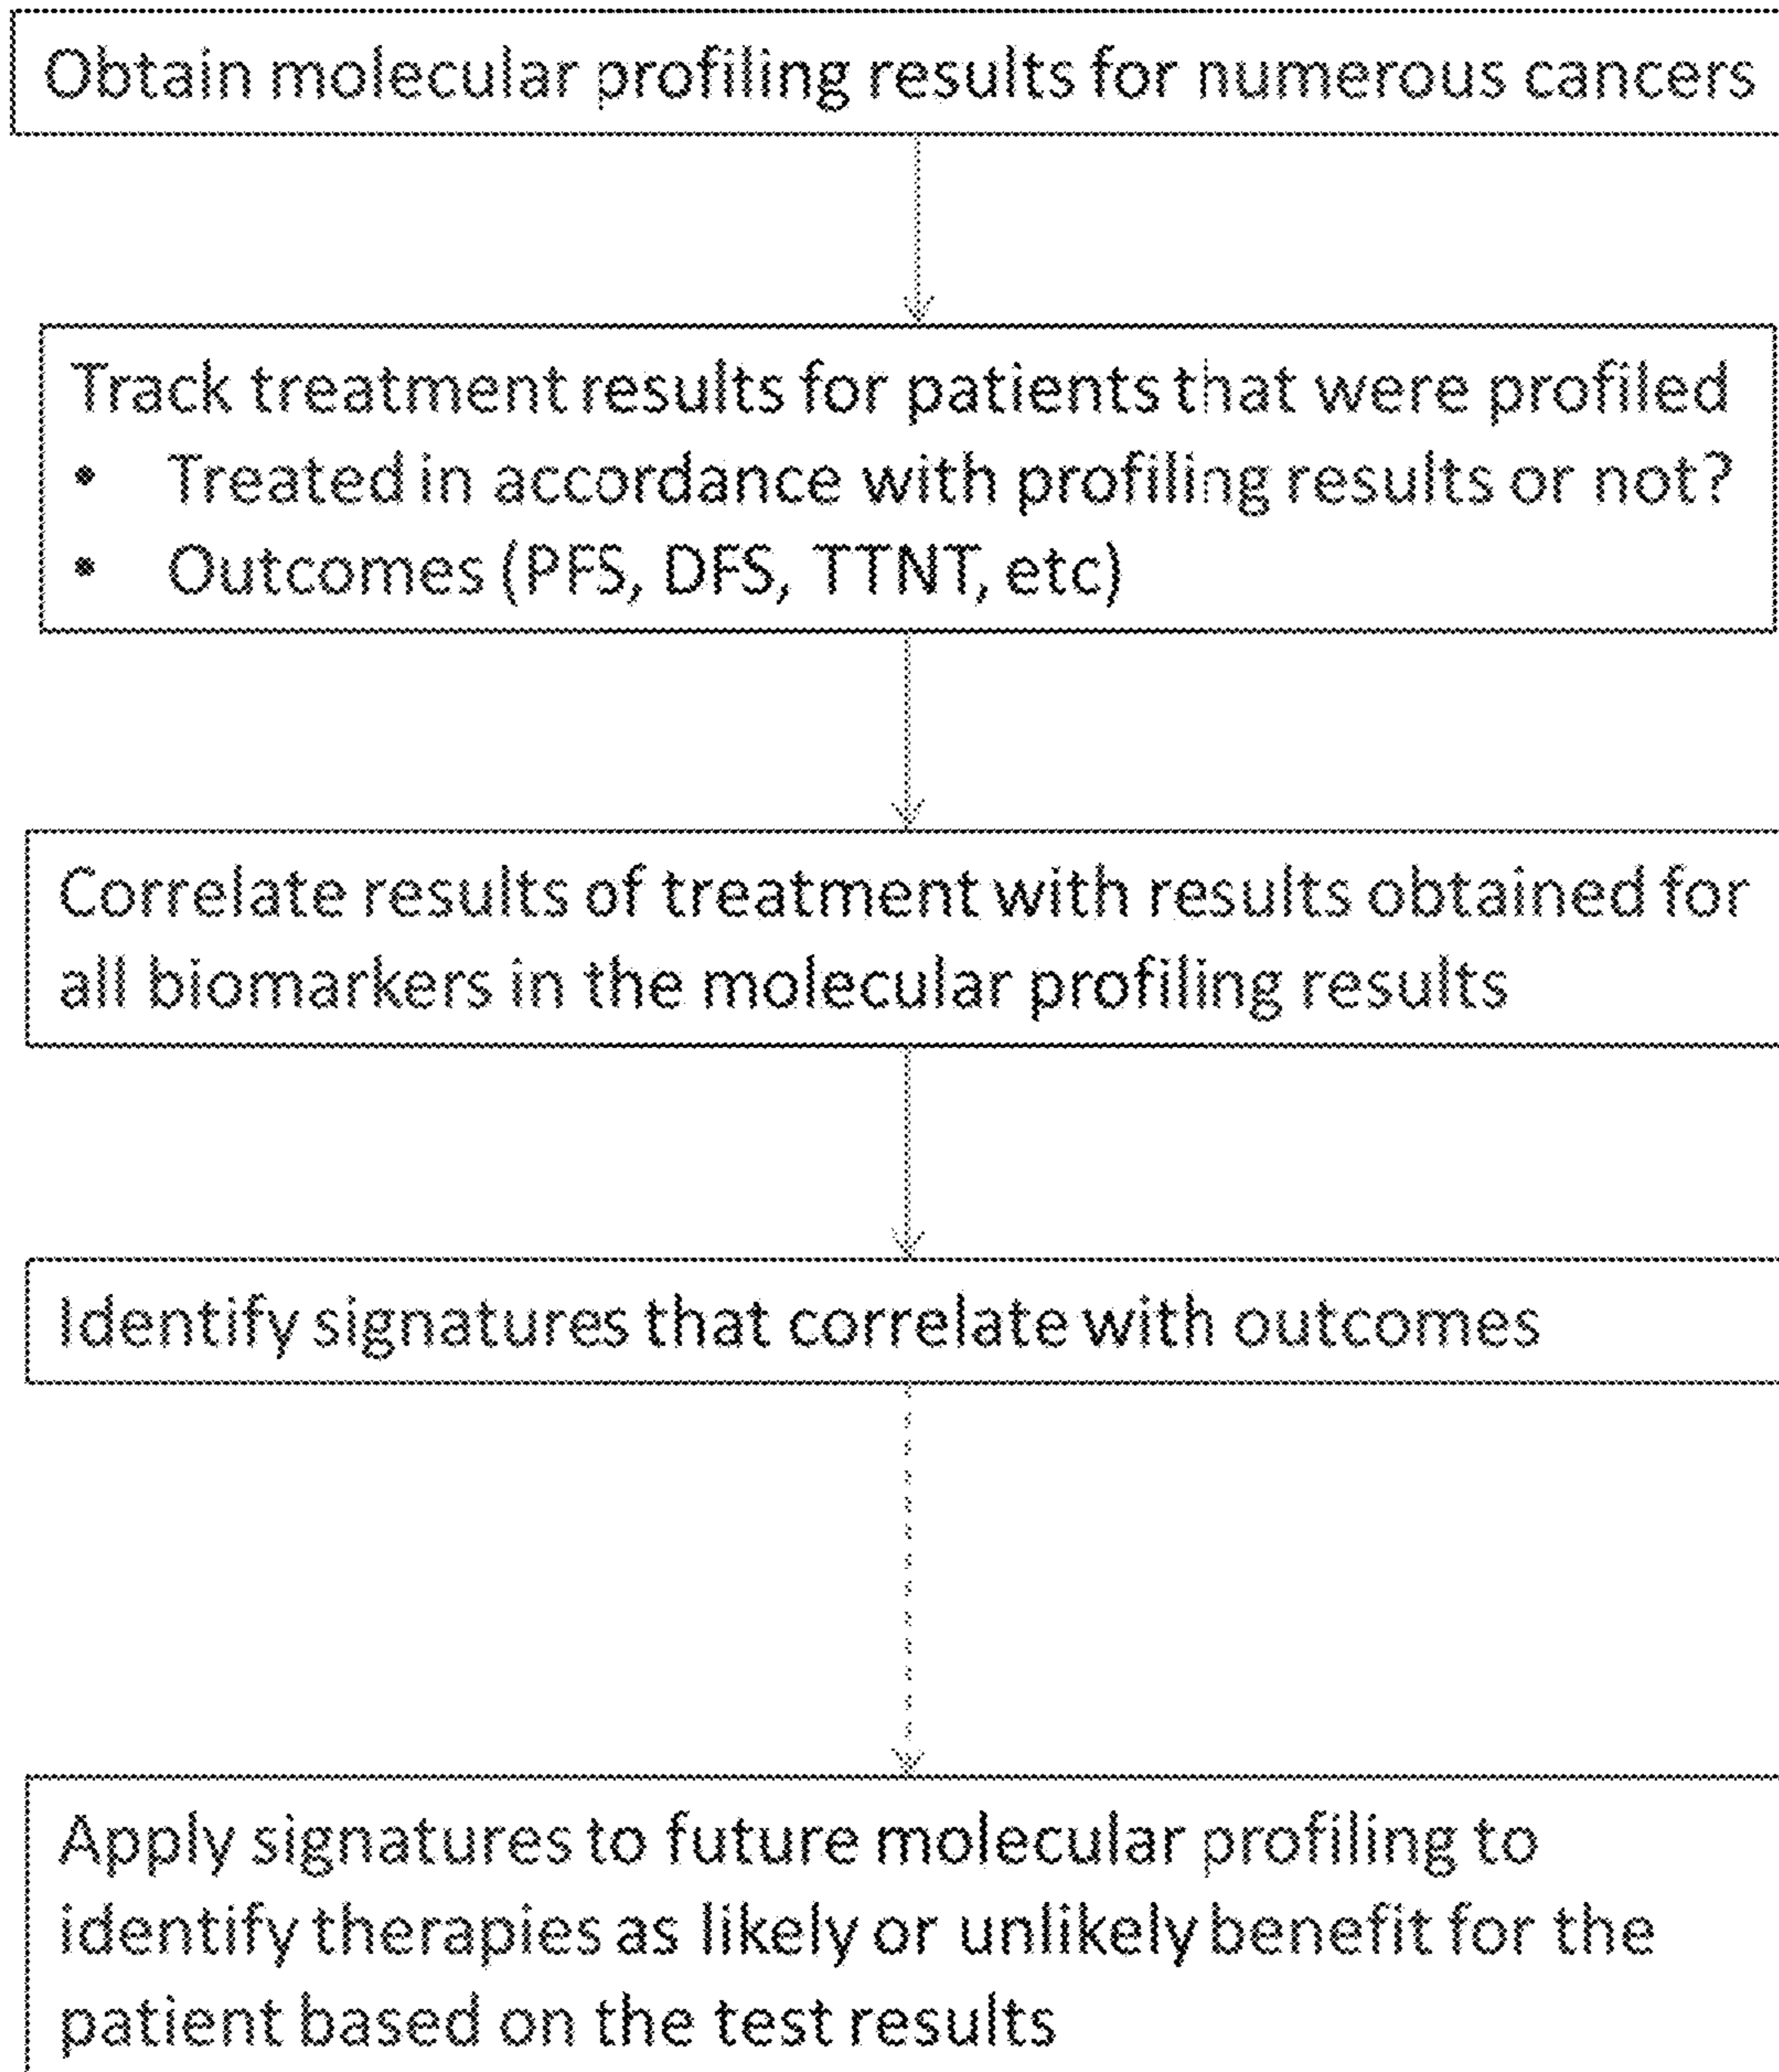 Obtain molecular profiling results for numerous cancers
Track treatment results for patients that were profiled
• Treated in accordance with profiling results or not?
• Outcomes (PFS, DFS, TTNT, etc)
Correlate results of treatment with results obtained for
all biomarkers in the molecular profiling results
Identify signatures that correlate with outcomes
Apply signatures to future molecular profiling to
identify therapies as likely or unlikely benefit for the
patient based on the test results